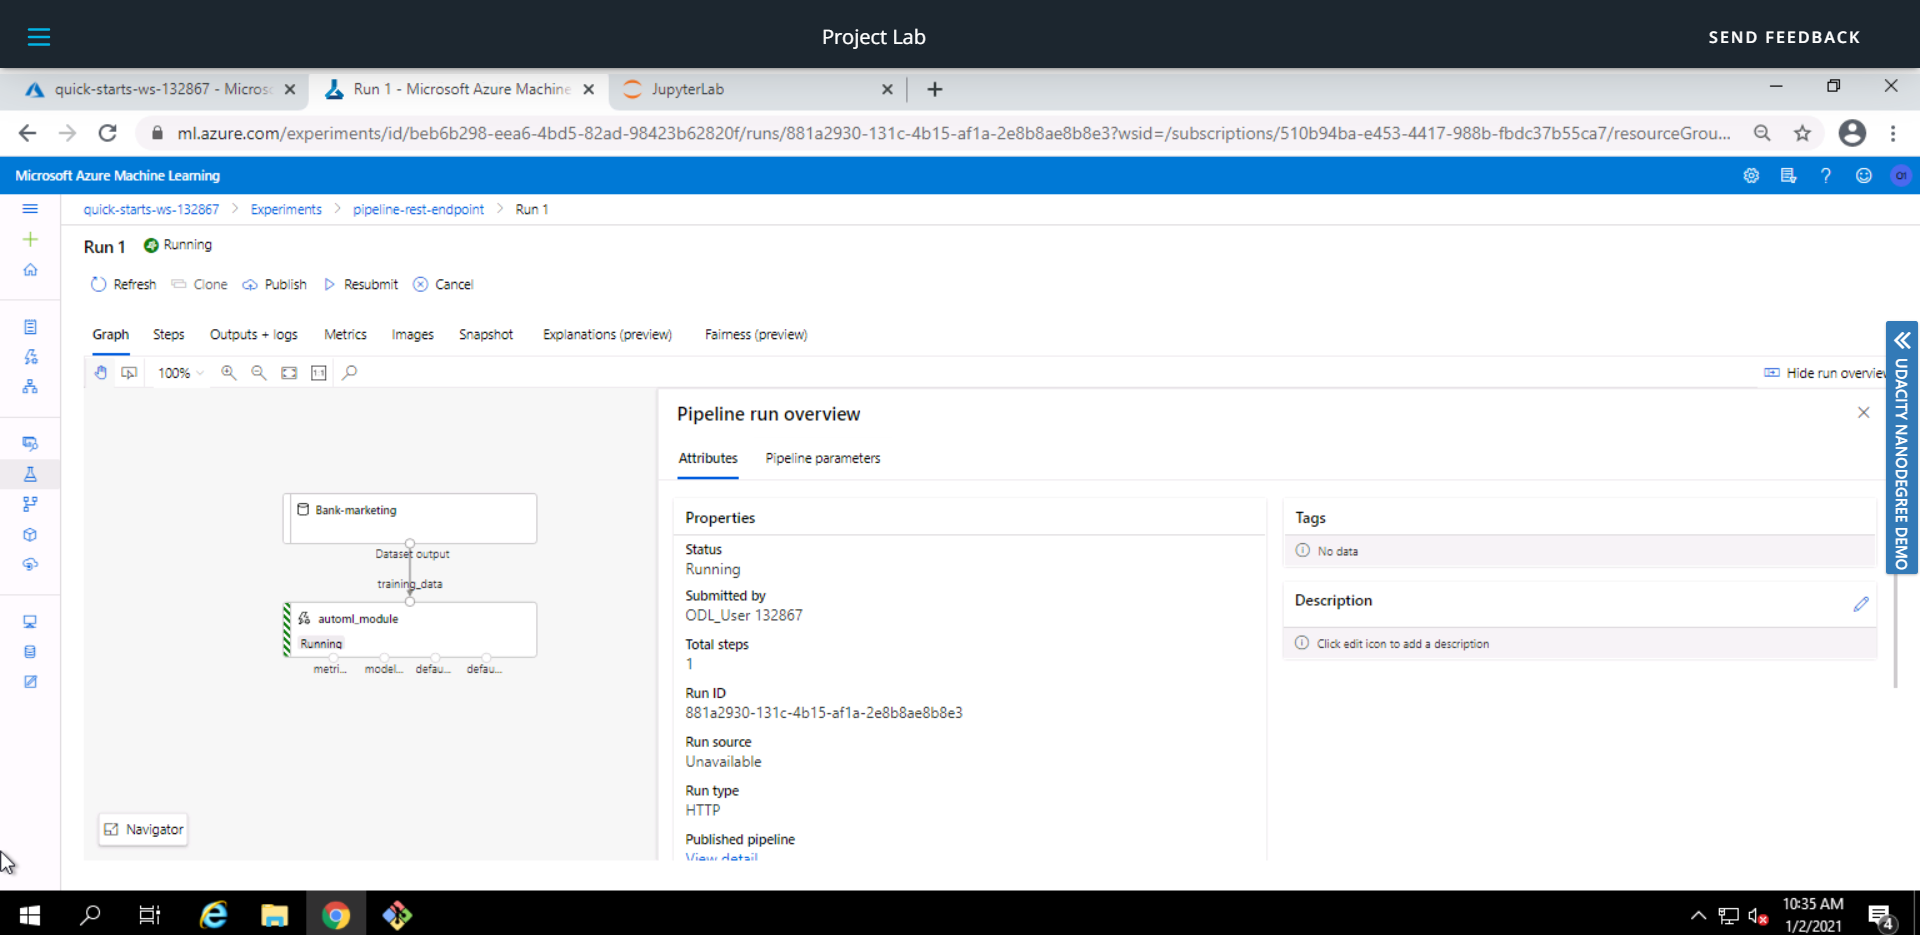 Project Lab
SEND FEEDBACK
quick-starts-ws-132867 - Micros
Run 1 - Microsoft Azure Machine
JupyterLab
ml.azure.com/experiments/id/beb6b298-eea6-4bd5-82ad-98423b62820f/runs/881a2930-131c-4b15-af1a-2e8b8ae8b8e3?wsid=/subscriptions/510b94ba-e453-4417-988b-fbdc37b55ca7/resourceGrou...
Microsoft Azure Machine Learning
O1
quick-starts-ws-132867 > Experiments > pipeline-rest-endpoint > Run 1
Run 1 Running
Refresh Clone Publish Resubmit Cancel
Graph Steps Outputs + logs Metrics Images Snapshot Explanations (preview) Fairness (preview)
100%
1:1
Hide run overview
UDACITY NANODEGREE DEMO
Bank-marketing
Dataset output
training_data
automl_module
Running
metri... model... defau... defau...
Navigator
Pipeline run overview
Attributes Pipeline parameters
Properties
Status
Running
Submitted by
ODL_User 132867
Total steps
1
Run ID
881a2930-131c-4b15-af1a-2e8b8ae8b8e3
Run source
Unavailable
Run type
HTTP
Published pipeline
View detail
Tags
No data
Description
Click edit icon to add a description
10:35 AM
1/2/2021
4